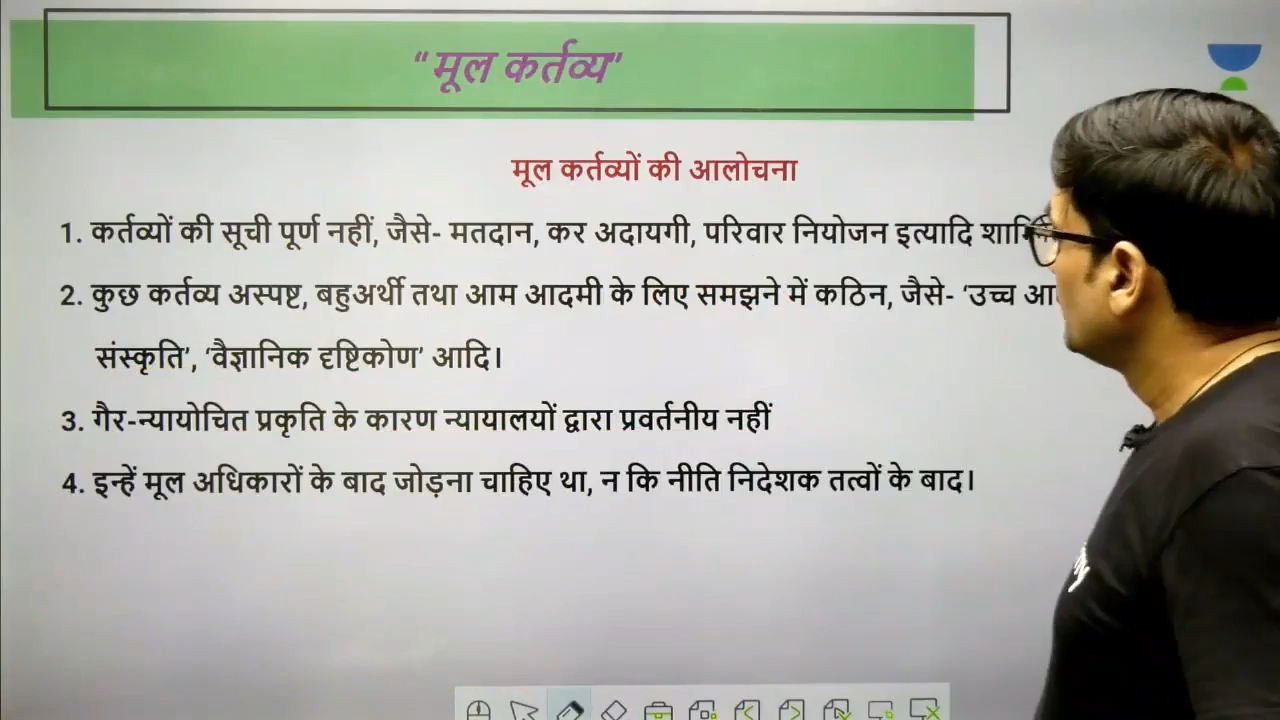 “मूल कर्तव्य”
मूल कर्तव्यों की आलोचना
1. कर्तव्यों की सूची पूर्ण नहीं, जैसे- मतदान, कर अदायगी, परिवार नियोजन इत्यादि
2. कुछ कर्तव्य अस्पष्ट, बहुअर्थी तथा आम आदमी के लिए समझने में कठिन, जैसे- ‘उच्च
संस्कृति’, ‘वैज्ञानिक दृष्टिकोण’ आदि।
3. गैर-न्यायोचित प्रकृति के कारण न्यायालयों द्वारा प्रवर्तनीय नहीं
4. इन्हें मूल अधिकारों के बाद जोड़ना चाहिए था, न कि नीति निदेशक तत्वों के बाद।